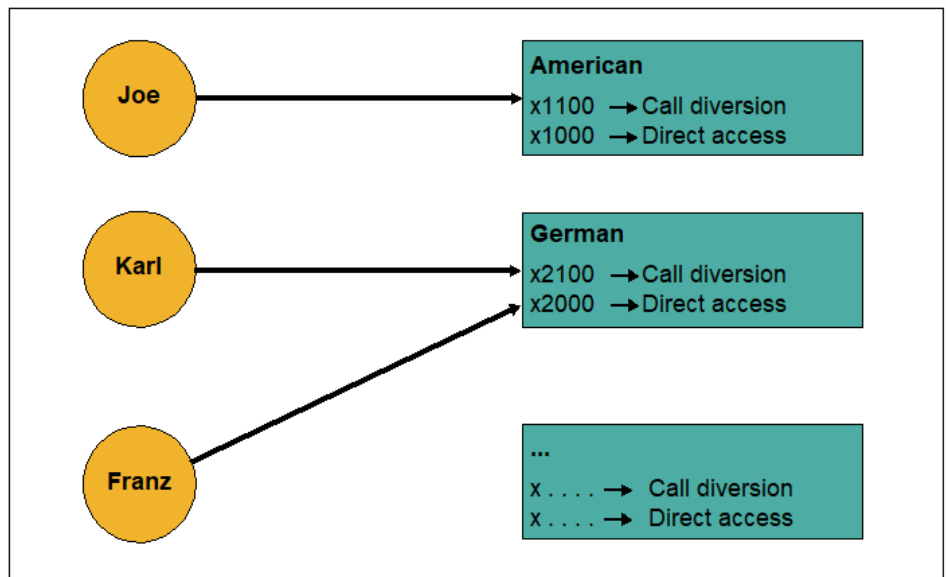 Joe
American
x1100 → Call diversion
x1000 → Direct access
Karl
German
x2100 → Call diversion
x2000 → Direct access
Franz
...
x . . . . → Call diversion
x . . . . → Direct access